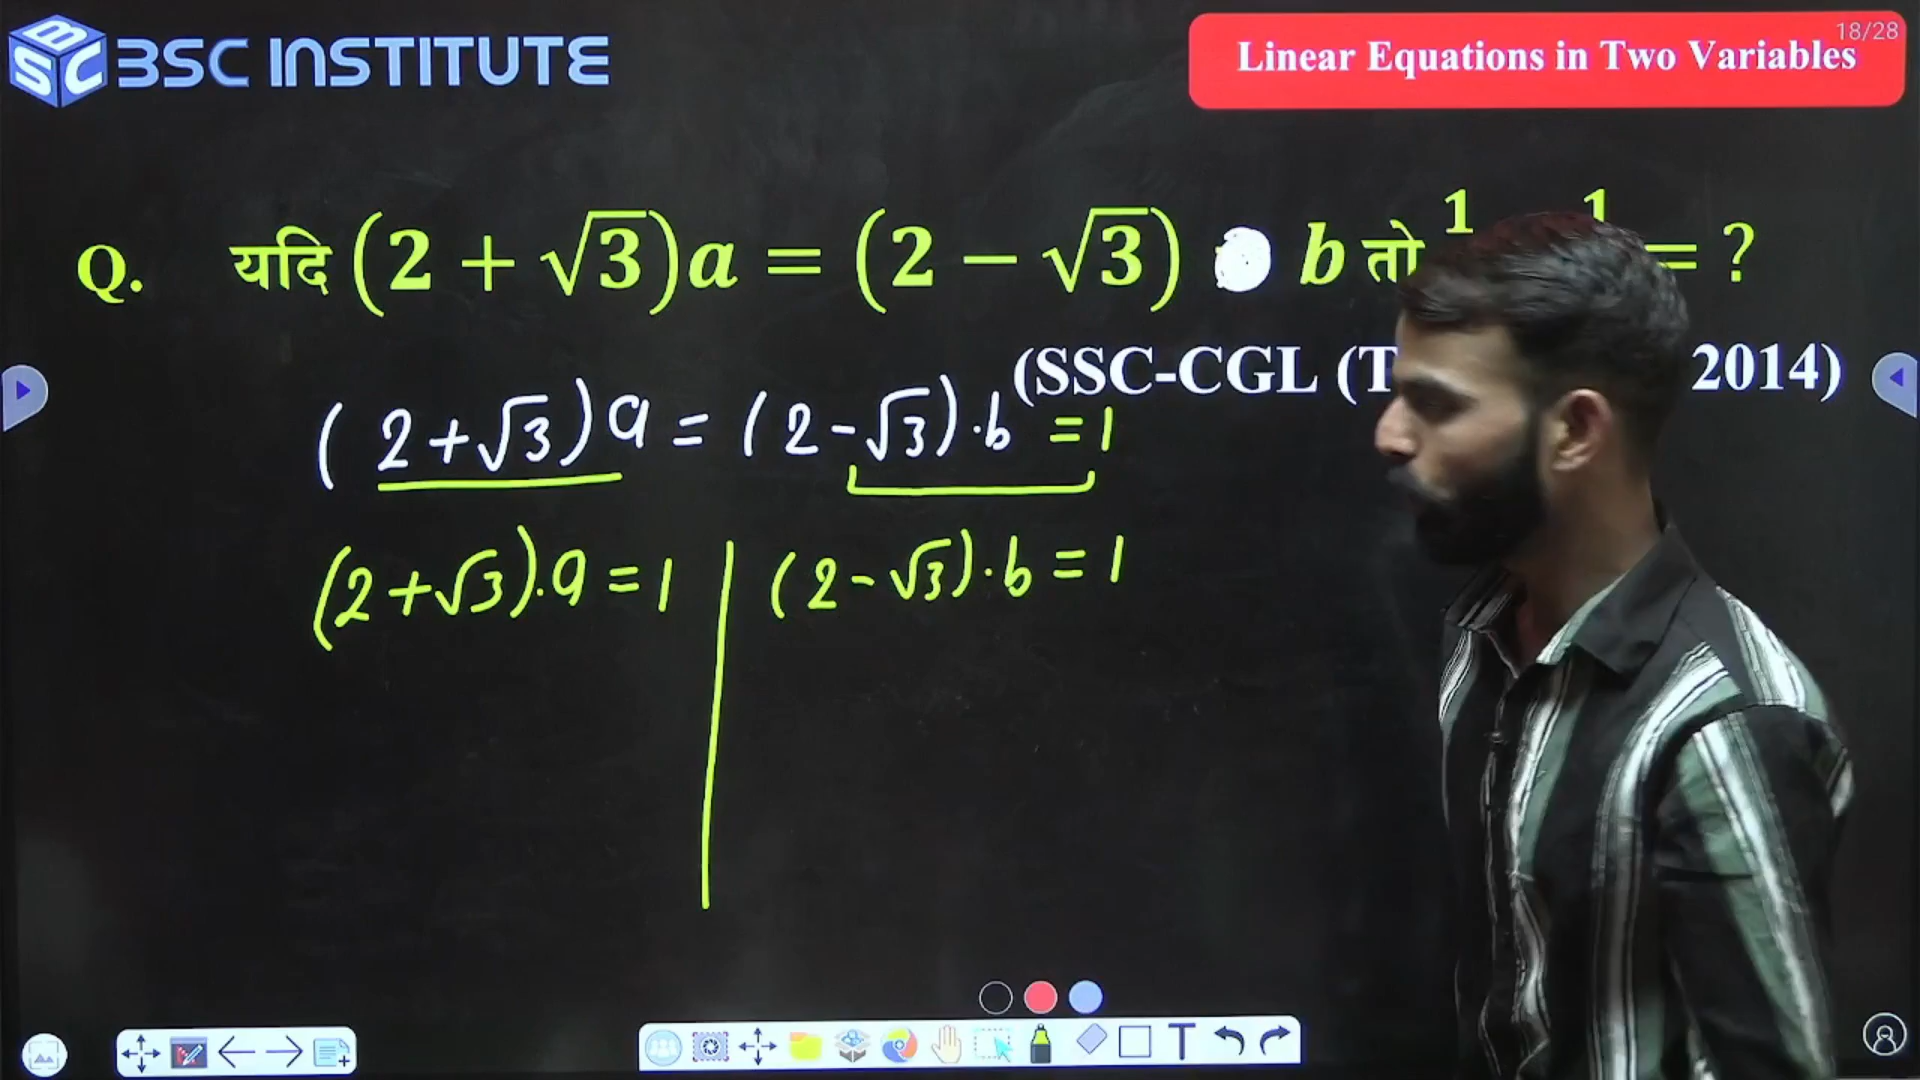 BSC INSTITUTE
18/28
Linear Equations in Two Variables
Q. यदि (2 + √3)a = (2 − √3) b तो 1 1 = ?
(SSC-CGL (T 2014)
(2+√3)a = (2-√3)·b = 1
(2+√3)·a = 1 | (2-√3)·b = 1